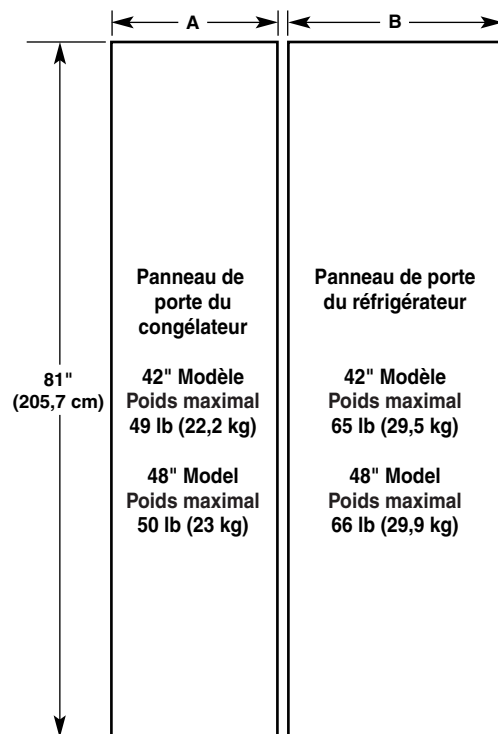 A
B
81"
(205,7 cm)
Panneau de
porte du
congélateur
42" Modèle
Poids maximal
49 lb (22,2 kg)
48" Model
Poids maximal
50 lb (23 kg)
Panneau de porte
du réfrigérateur
42" Modèle
Poids maximal
65 lb (29,5 kg)
48" Model
Poids maximal
66 lb (29,9 kg)